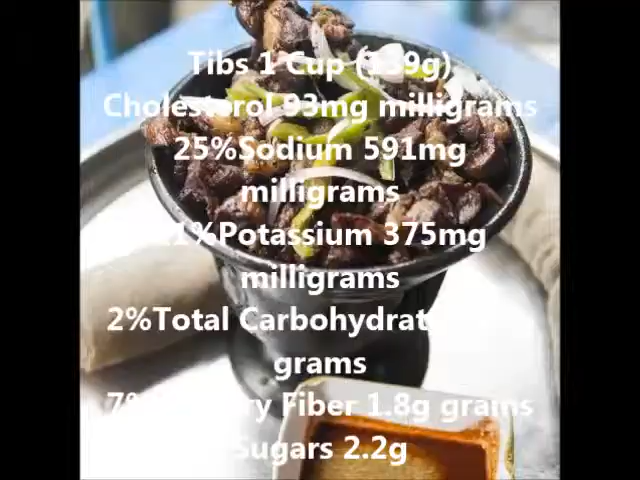 Tibs 1 Cup
Cholesterol 93mg milligrams
25%Sodium 591mg
milligrams
Potassium 375mg
milligrams
2%Total
grams
Fiber 1.8g grams
Sugars 2.2g